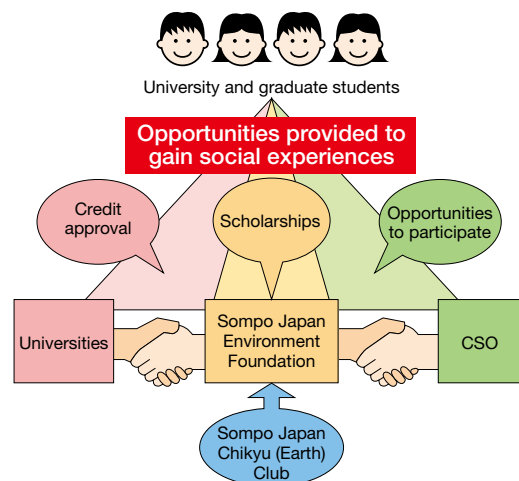 University and graduate students
Opportunities provided to
gain social experiences
Credit
approval
Scholarships
Opportunities
to participate
Universities
Sompo Japan
Environment
Foundation
CSO
Sompo Japan
Chikyu (Earth)
Club